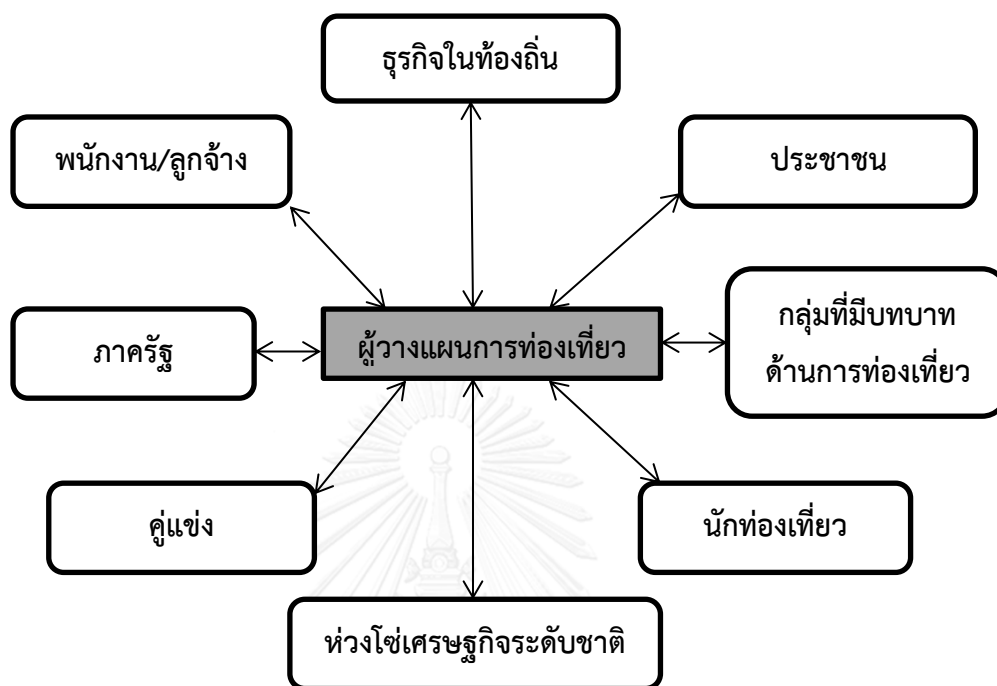 ธุรกิจในท้องถิ่น
พนักงาน/ลูกจ้าง
ประชาชน
กลุ่มที่มีบทบาท
ด้านการท่องเที่ยว
ภาครัฐ
ผู้วางแผนการท่องเที่ยว
คู่แข่ง
นักท่องเที่ยว
ห่วงโซ่เศรษฐกิจระดับชาติ